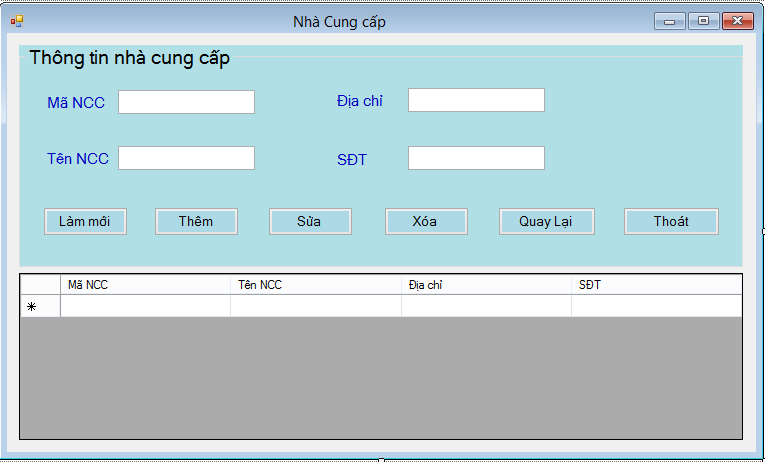 Nhà Cung cấp
Thông tin nhà cung cấp
Mã NCC
Địa chỉ
Tên NCC
SĐT
Làm mới Thêm Sửa Xóa Quay Lại Thoát
Mã NCC Tên NCC Địa chỉ SĐT